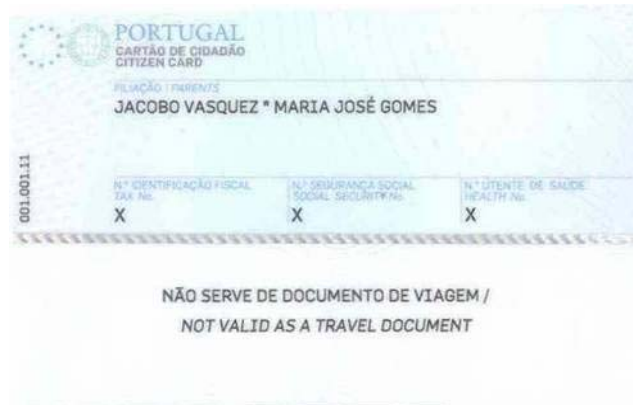 PORTUGAL
CARTÃO DE CIDADÃO
CITIZEN CARD
FILIAÇÃO / PARENTS
JACOBO VASQUEZ * MARIA JOSÉ GOMES
001.001.11
N.º IDENTIFICAÇÃO FISCAL
TAX No.
X
N.º SEGURANÇA SOCIAL
SOCIAL SECURITY No.
X
N.º UTENTE DE SAÚDE
HEALTH No.
X
NÃO SERVE DE DOCUMENTO DE VIAGEM /
NOT VALID AS A TRAVEL DOCUMENT